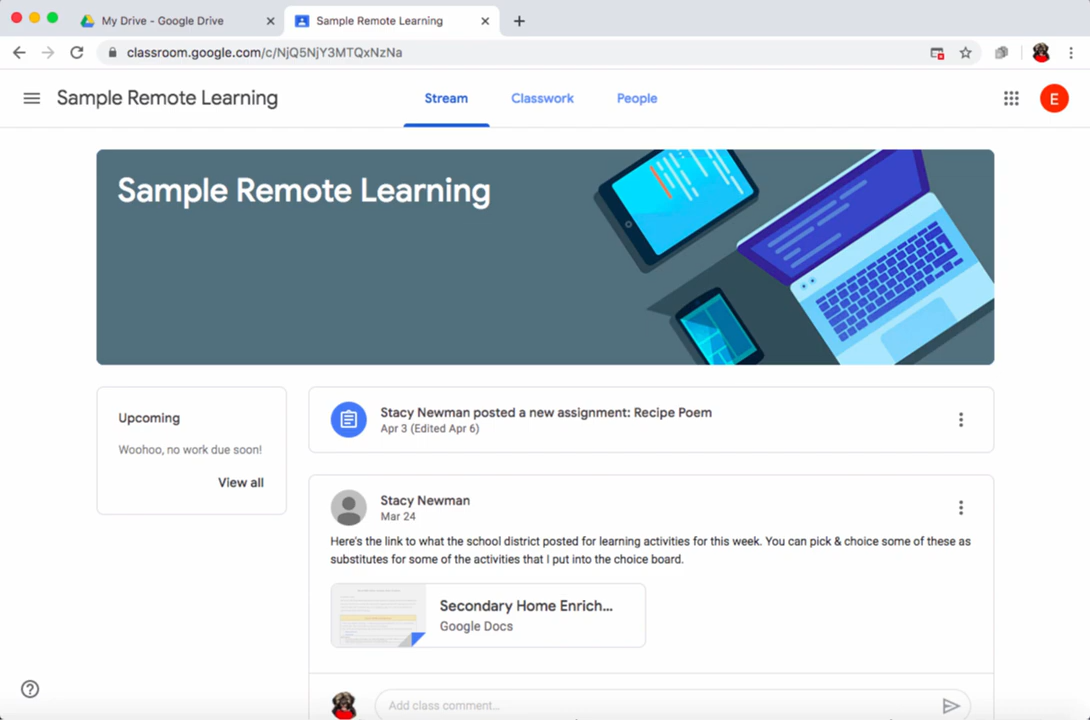 My Drive - Google Drive
Sample Remote Learning
classroom.google.com/c/NjQ5NjY3MTQxNzNa
Sample Remote Learning
Stream
Classwork
People
E
Sample Remote Learning
Upcoming
Woohoo, no work due soon!
View all
Stacy Newman posted a new assignment: Recipe Poem
Apr 3 (Edited Apr 6)
Stacy Newman
Mar 24
Here's the link to what the school district posted for learning activities for this week. You can pick & choice some of these as
substitutes for some of the activities that I put into the choice board.
Secondary Home Enrich...
Google Docs
Add class comment...